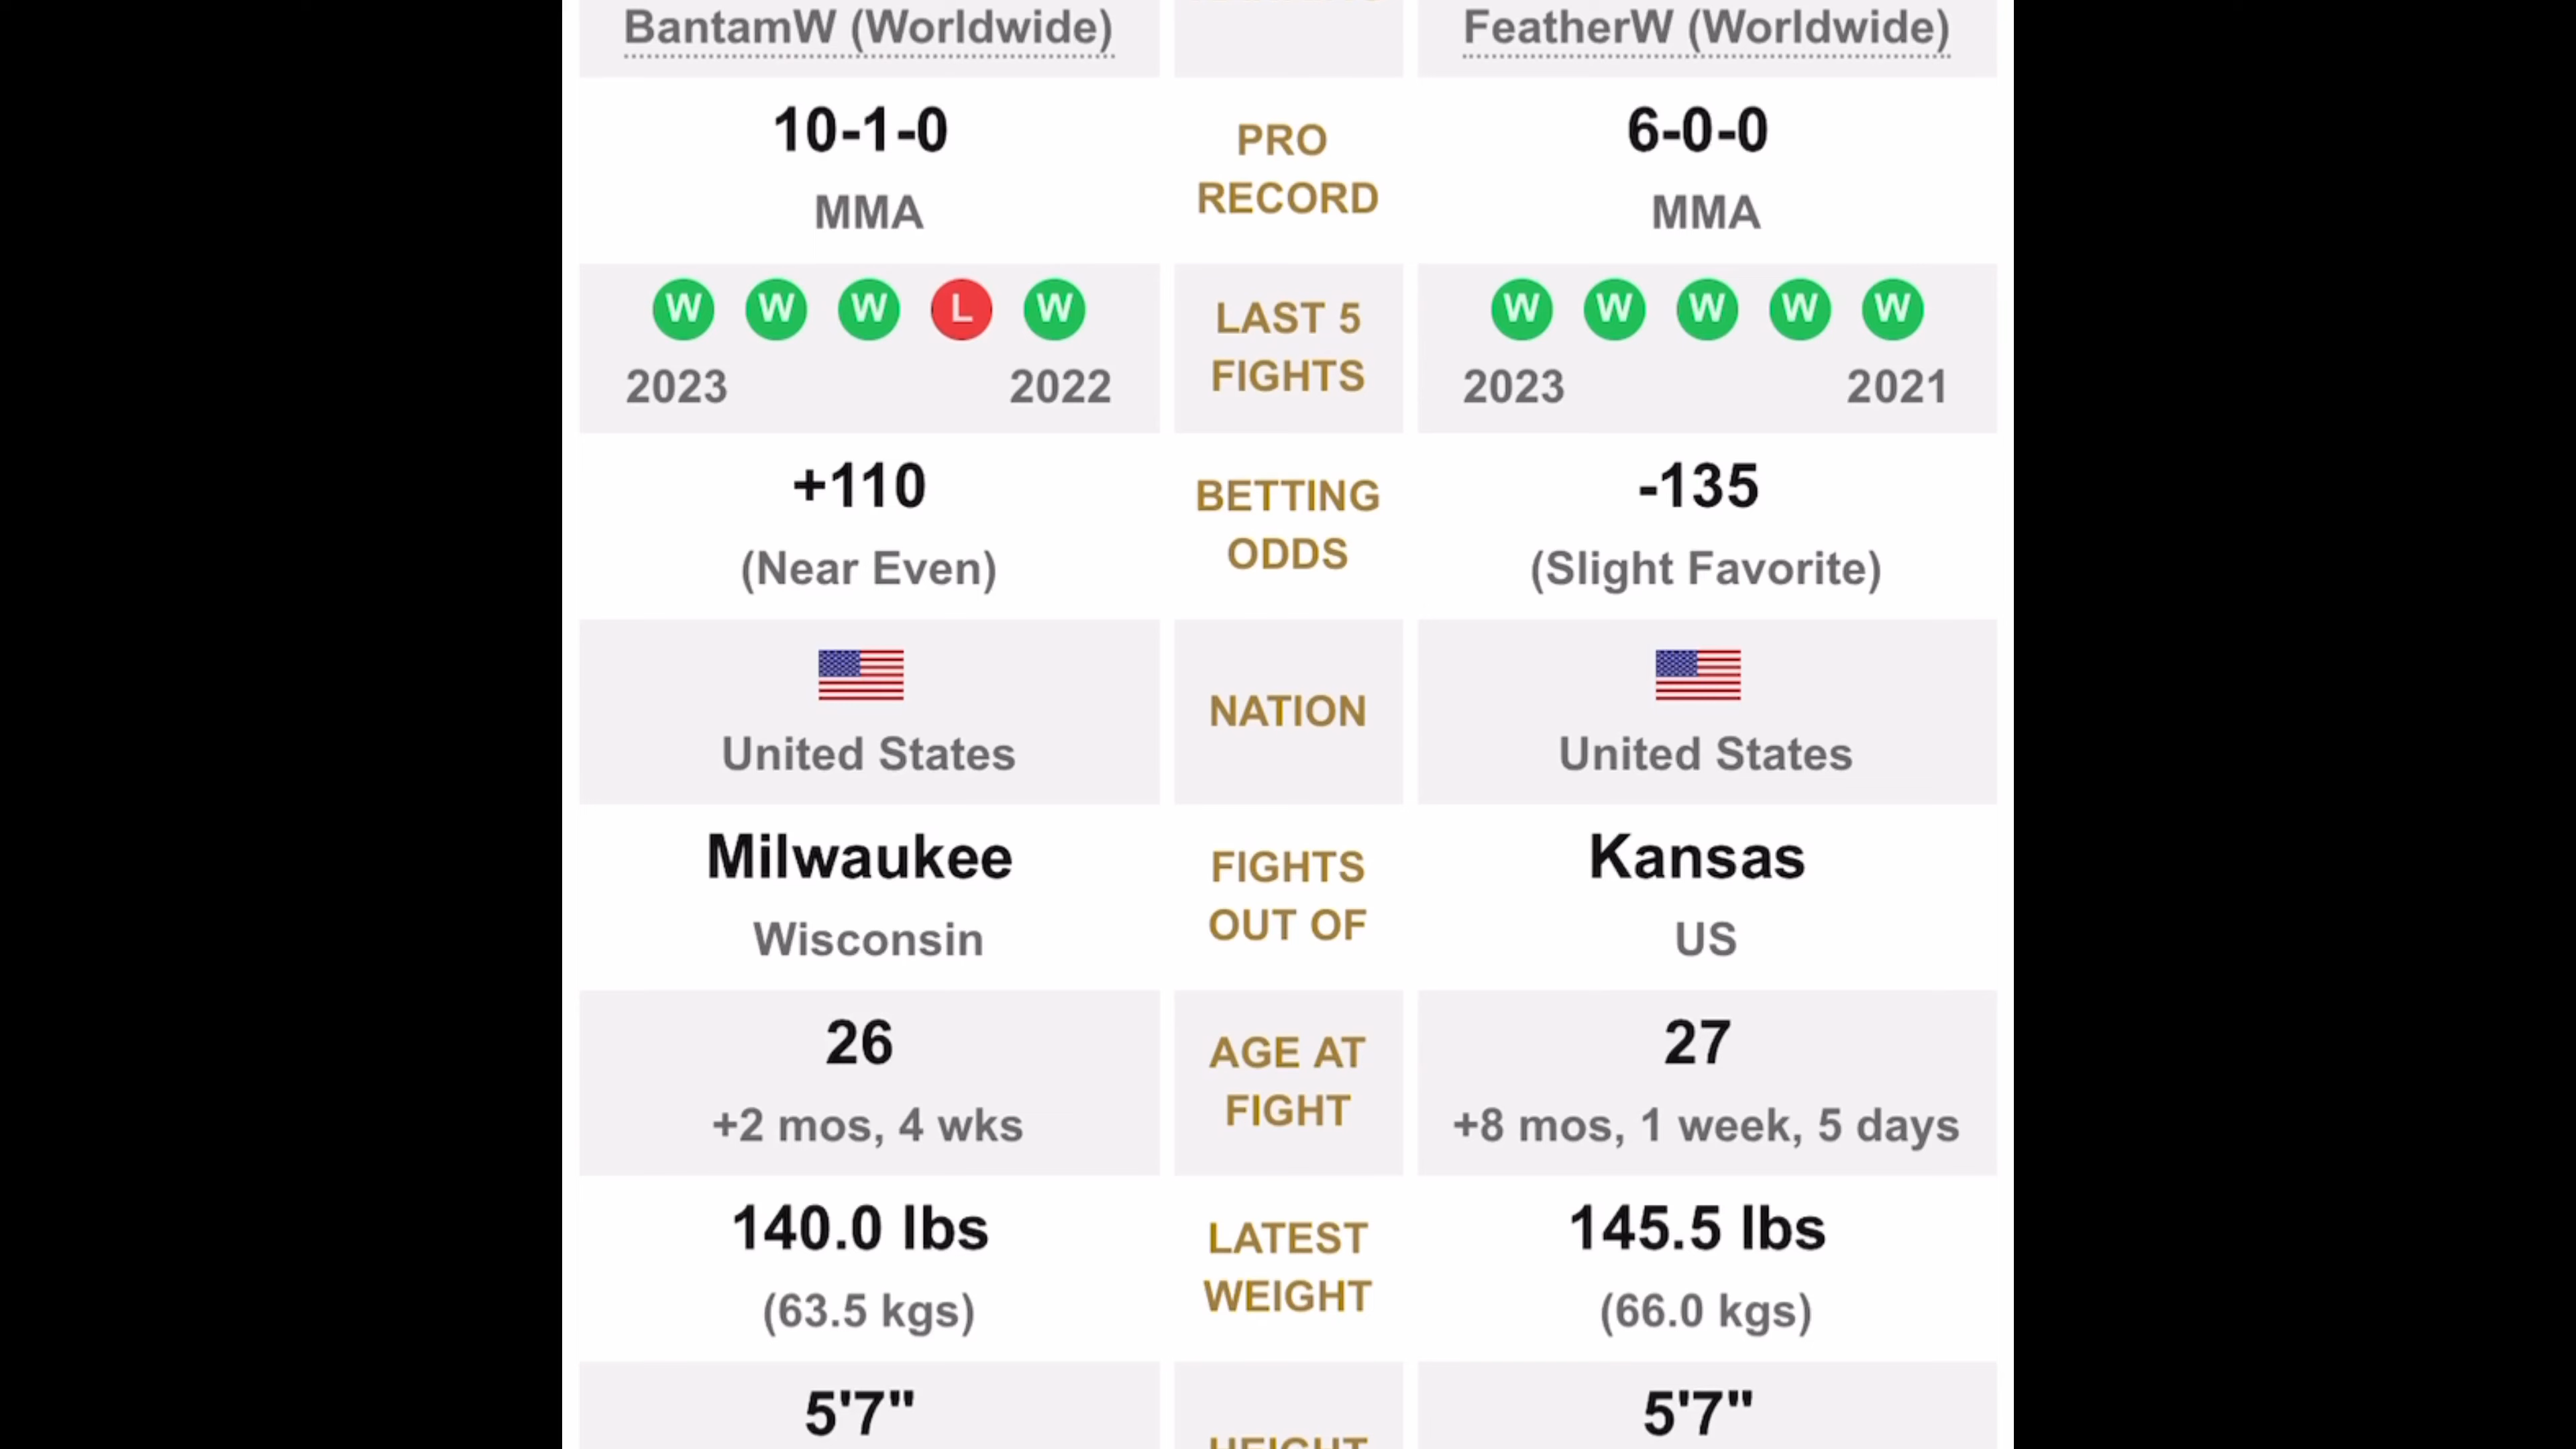 BantamW (Worldwide) FeatherW (Worldwide)
10-1-0 PRO 6-0-0
MMA RECORD MMA
W W W L W LAST 5 W W W W W
2023 2022 FIGHTS 2023 2021
+110 BETTING -135
(Near Even) ODDS (Slight Favorite)
NATION
United States United States
Milwaukee FIGHTS Kansas
Wisconsin OUT OF US
26 AGE AT 27
+2 mos, 4 wks FIGHT +8 mos, 1 week, 5 days
140.0 lbs LATEST 145.5 lbs
(63.5 kgs) WEIGHT (66.0 kgs)
5'7" HEIGHT 5'7"